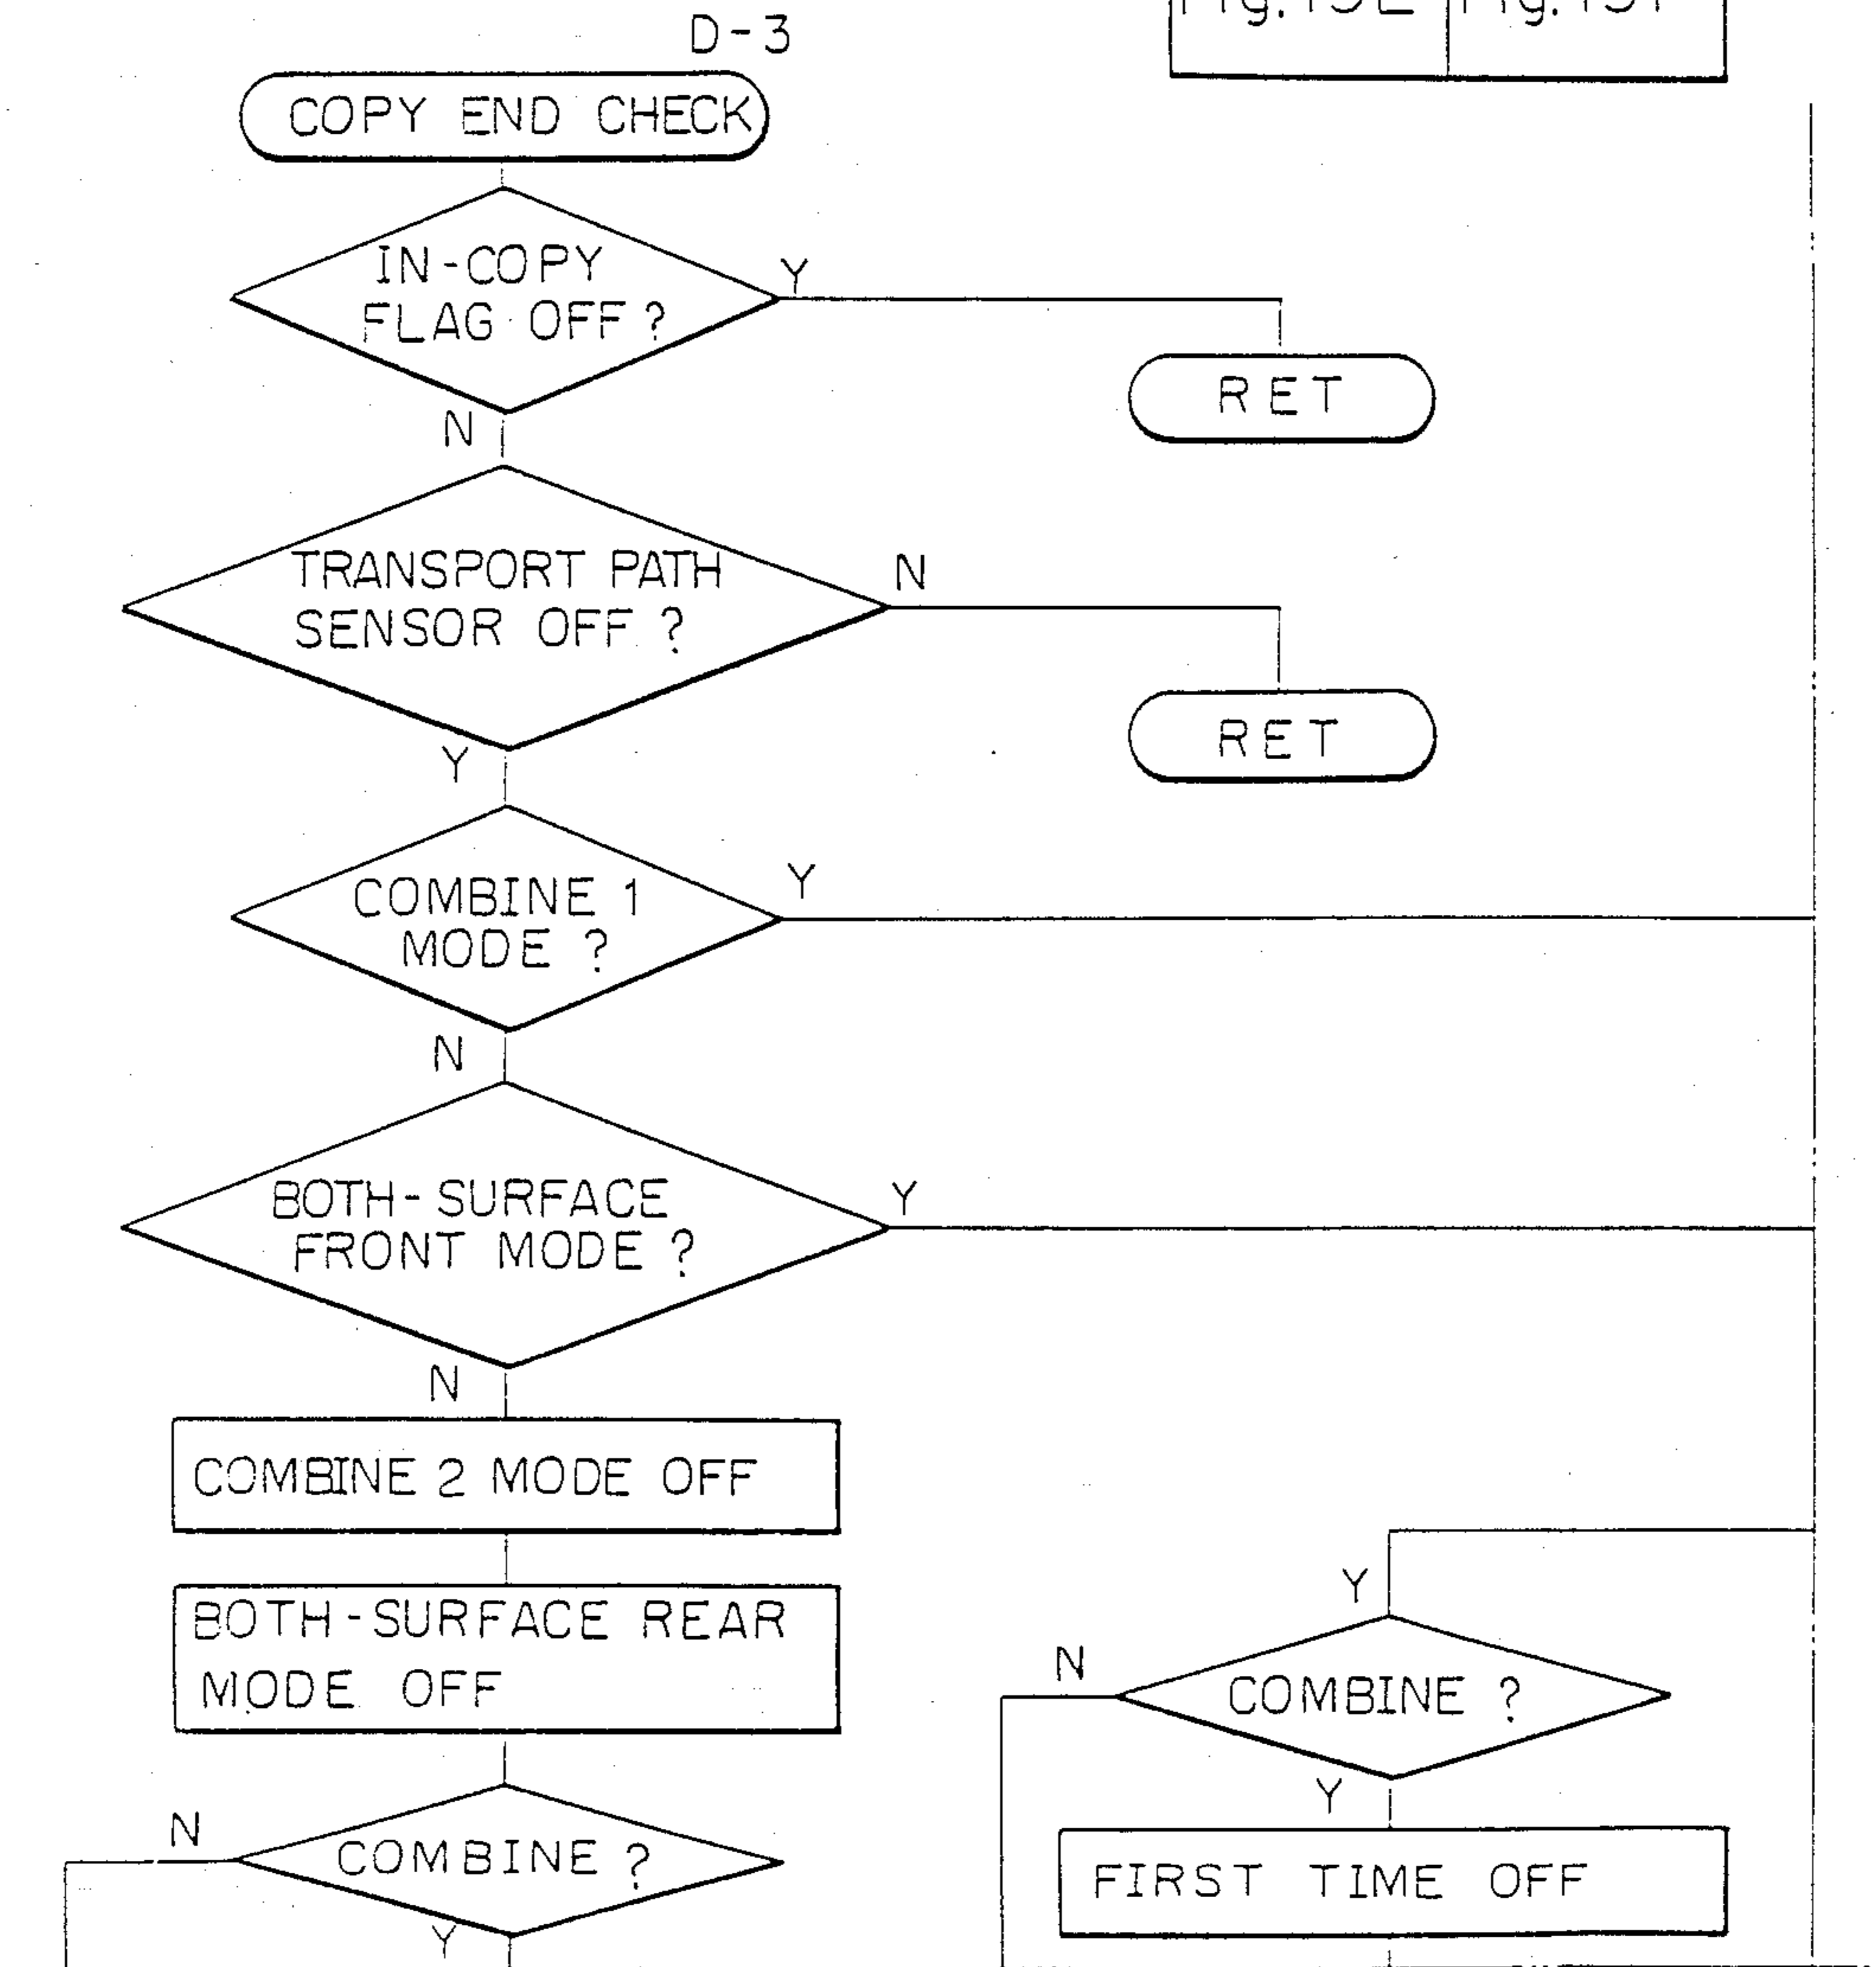 D-3
COPY END CHECK
IN-COPY
FLAG OFF ?
Y
RET
N
TRANSPORT PATH
SENSOR OFF ?
N
RET
Y
COMBINE 1
MODE ?
Y
N
BOTH-SURFACE
FRONT MODE ?
Y
N
COMBINE 2 MODE OFF
BOTH-SURFACE REAR
MODE OFF
COMBINE ?
N
Y
Y
COMBINE ?
N
Y
FIRST TIME OFF